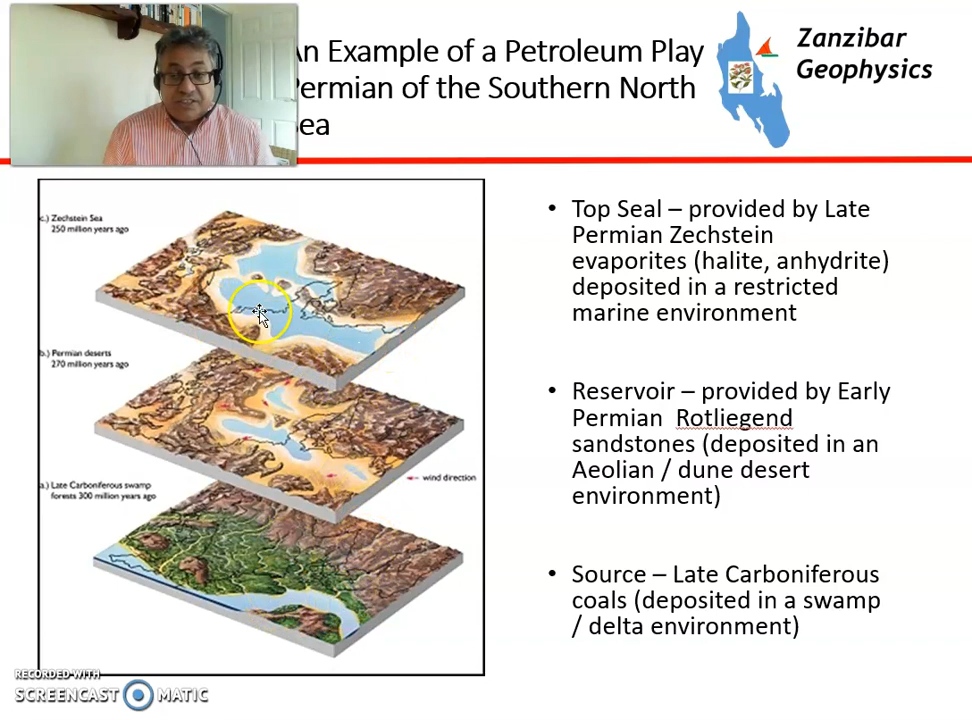 An Example of a Petroleum Play
Permian of the Southern North
Sea
Zanzibar
Geophysics
c.) Zechstein Sea
250 million years ago
b.) Permian deserts
270 million years ago
wind direction
a.) Late Carboniferous swamp
forests 300 million years ago
• Top Seal – provided by Late
Permian Zechstein
evaporites (halite, anhydrite)
deposited in a restricted
marine environment
• Reservoir – provided by Early
Permian Rotliegend
sandstones (deposited in an
Aeolian / dune desert
environment)
• Source – Late Carboniferous
coals (deposited in a swamp
/ delta environment)
RECORDED WITH
SCREENCAST MATIC